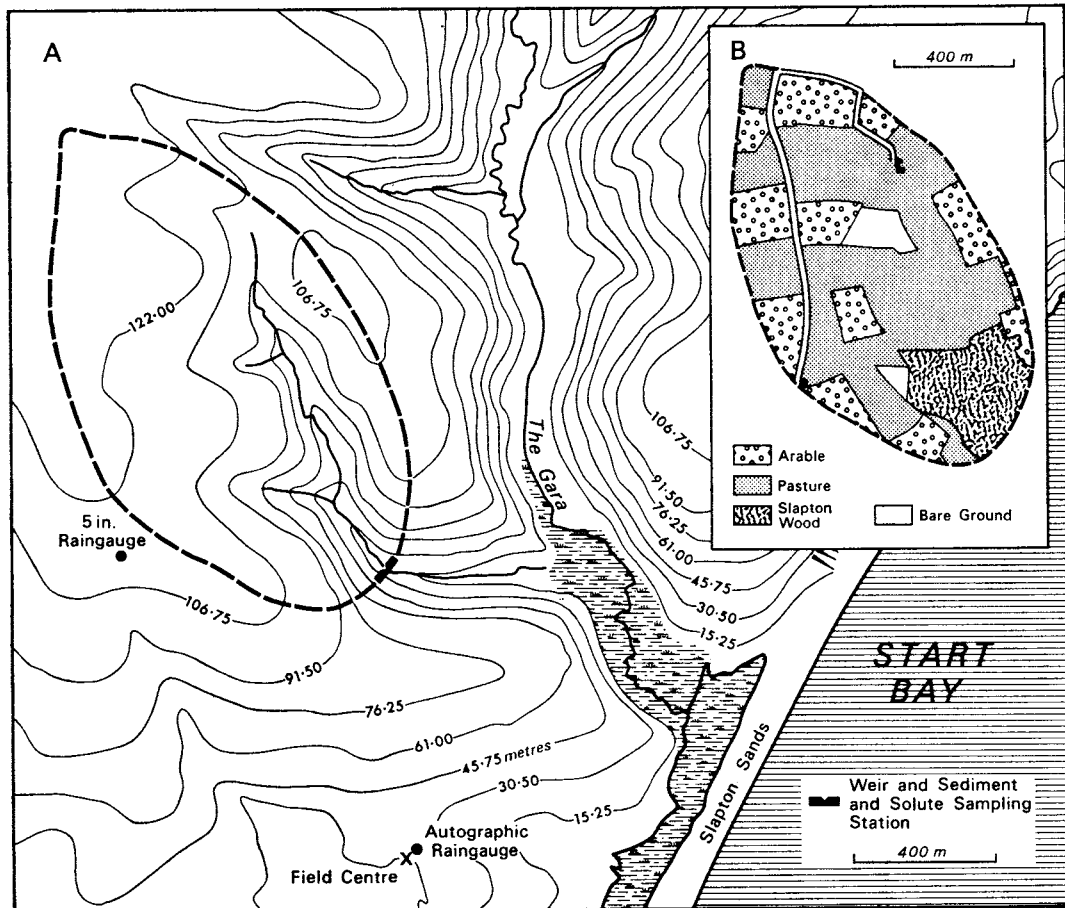 A
B
400 m
122·00
106·75
The Gara
106·75
91·50
76·25
61·00
45·75
30·50
15·25
Arable
Pasture
Slapton
Wood
Bare Ground
5 in.
Raingauge
106·75
91·50
76·25
61·00
45·75 metres
30·50
15·25
START
BAY
Slapton Sands
Weir and Sediment
and Solute Sampling
Station
400 m
Autographic
Raingauge
x
Field Centre